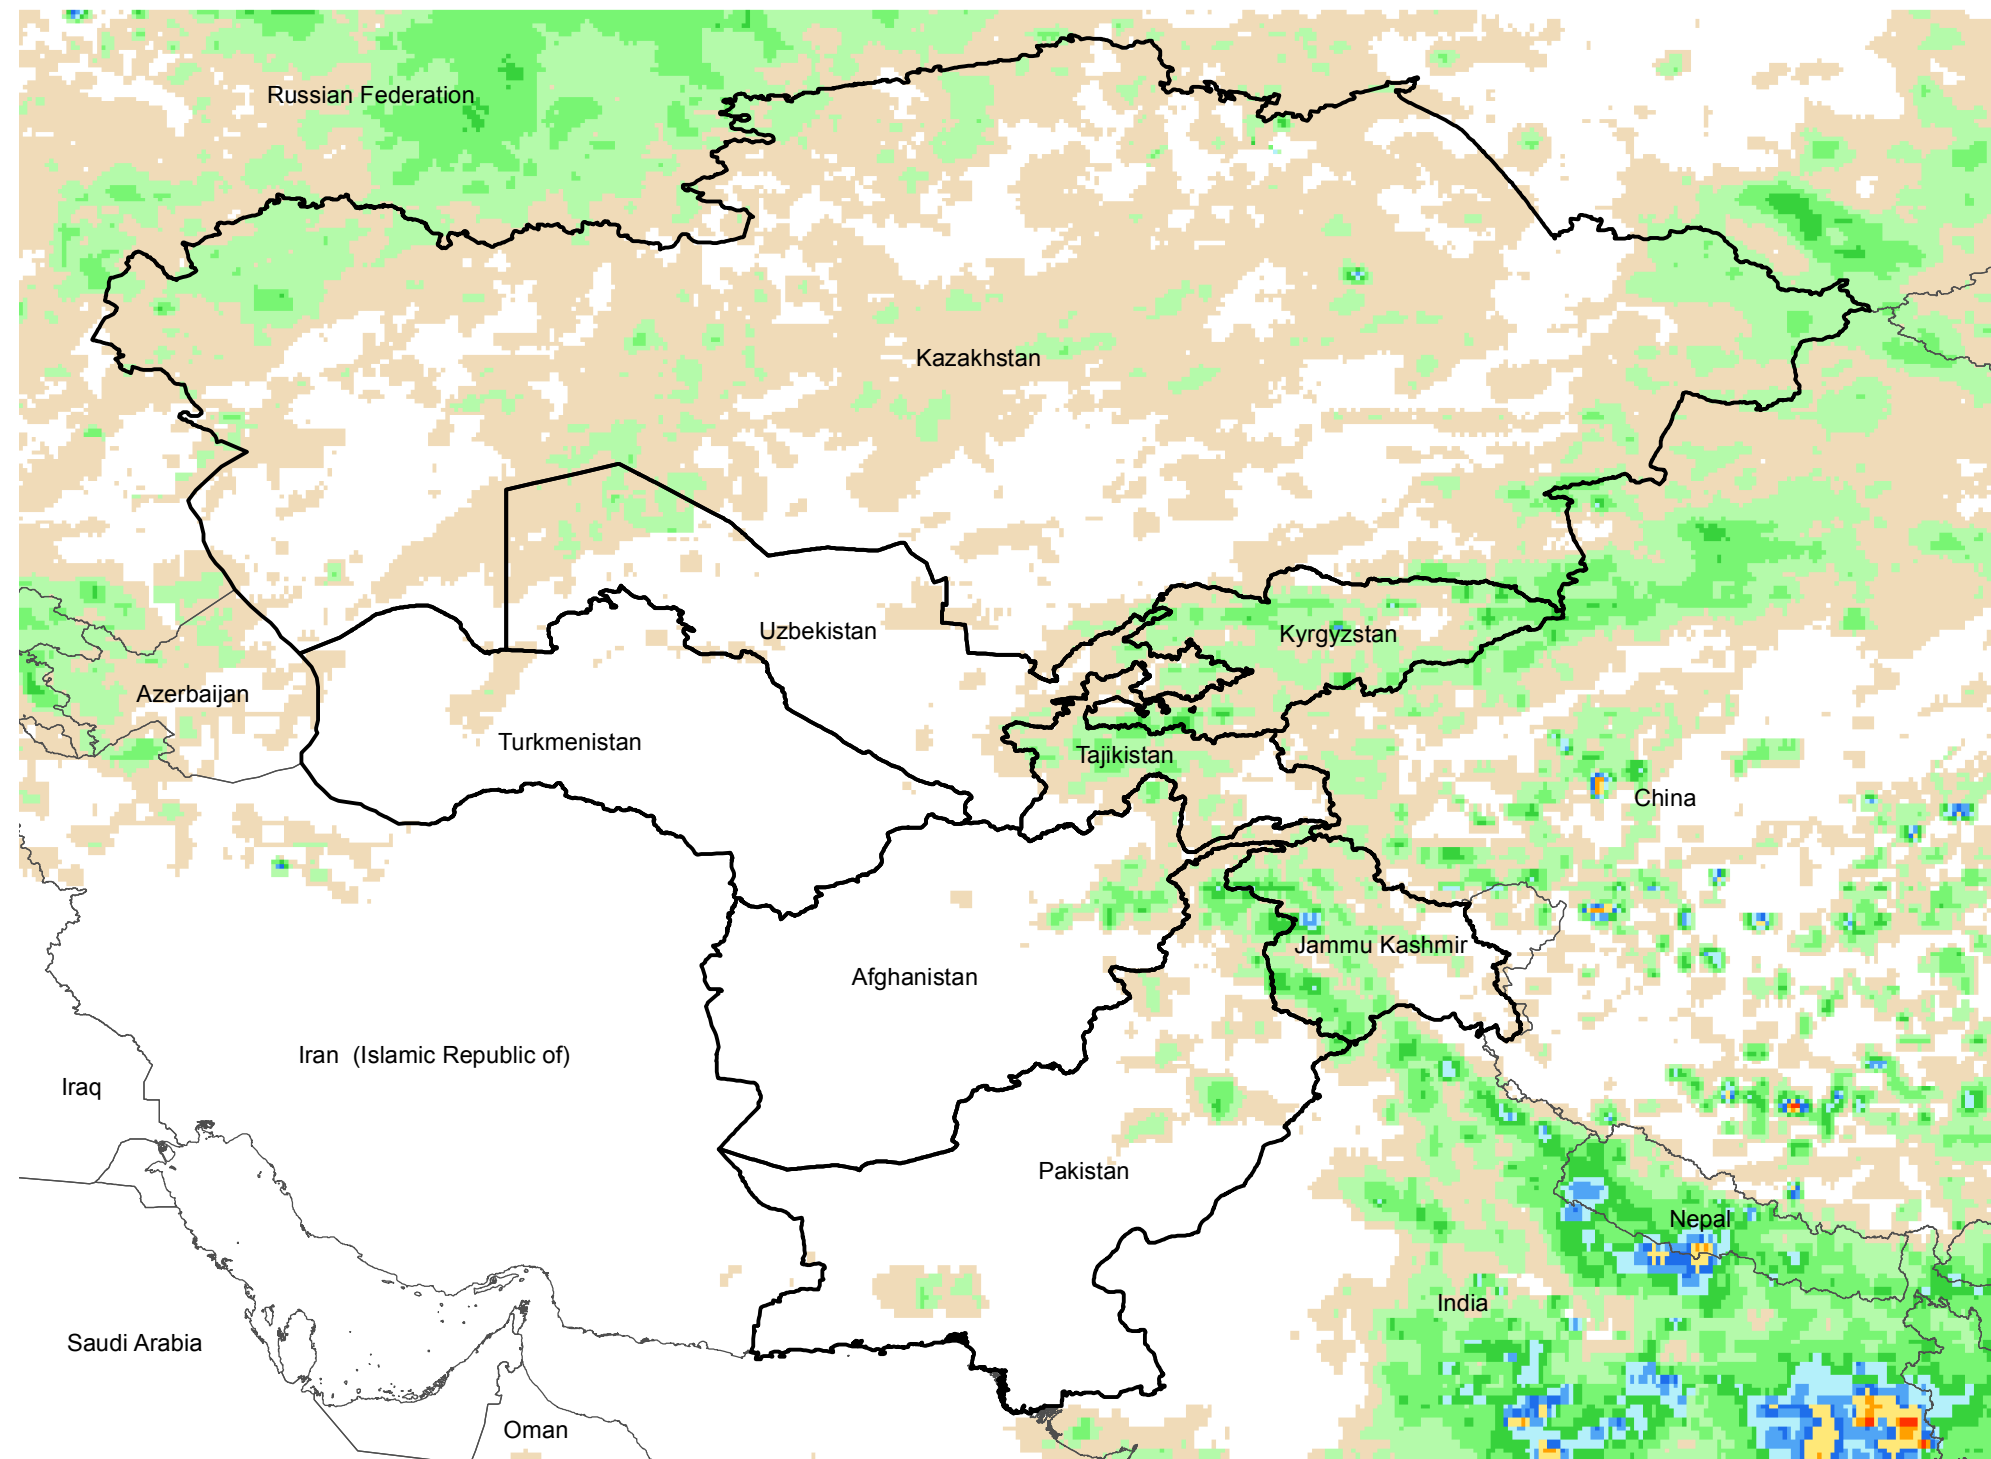 Russian Federation
Kazakhstan
Uzbekistan
Kyrgyzstan
Azerbaijan
Turkmenistan
Tajikistan
China
Jammu Kashmir
Afghanistan
Iran (Islamic Republic of)
Iraq
Pakistan
Nepal
India
Saudi Arabia
Oman